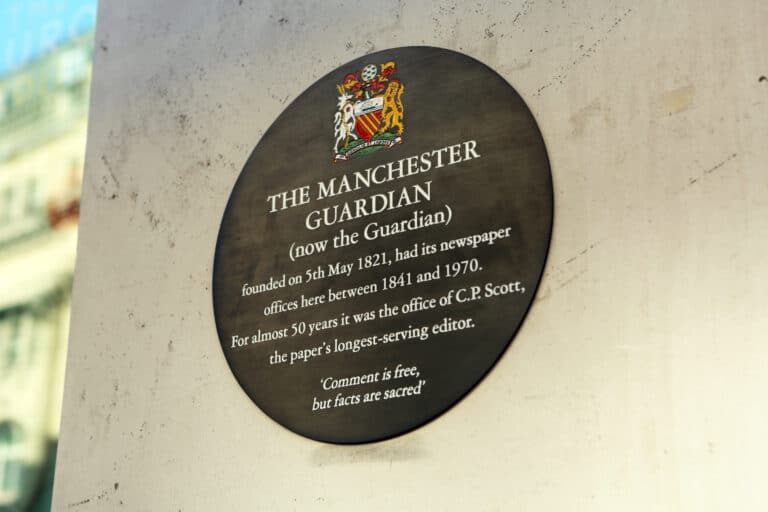 THE MANCHESTER
GUARDIAN
(now the Guardian)
founded on 5th May 1821, had its newspaper
offices here between 1841 and 1970.
For almost 50 years it was the office of C.P. Scott,
the paper's longest-serving editor.
'Comment is free,
but facts are sacred'